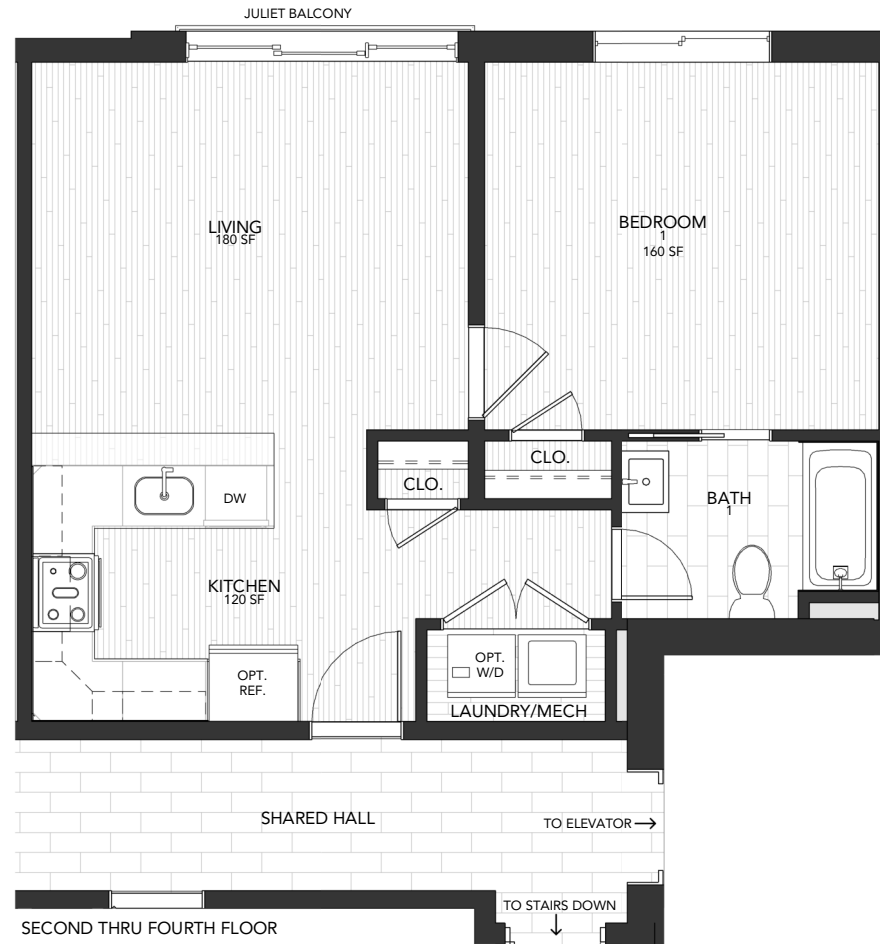 JULIET BALCONY
LIVING
180 SF
BEDROOM
1
160 SF
CLO.
CLO.
DW
BATH
1
KITCHEN
120 SF
OPT.
W/D
OPT.
REF.
LAUNDRY/MECH
SHARED HALL
TO ELEVATOR →
TO STAIRS DOWN
↓
SECOND THRU FOURTH FLOOR